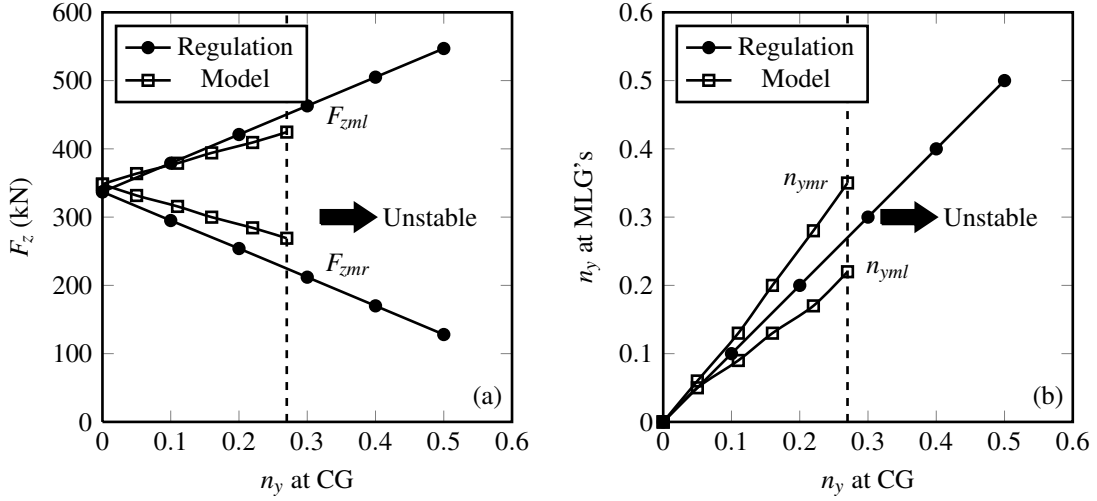 600
500
400
300
200
100
0
F_z (kN)
Regulation
Model
F_zml
F_zmr
Unstable
(a)
0 0.1 0.2 0.3 0.4 0.5 0.6
n_y at CG
0.6
0.5
0.4
0.3
0.2
0.1
0
n_y at MLG's
Regulation
Model
n_ymr
n_yml
Unstable
(b)
0 0.1 0.2 0.3 0.4 0.5 0.6
n_y at CG